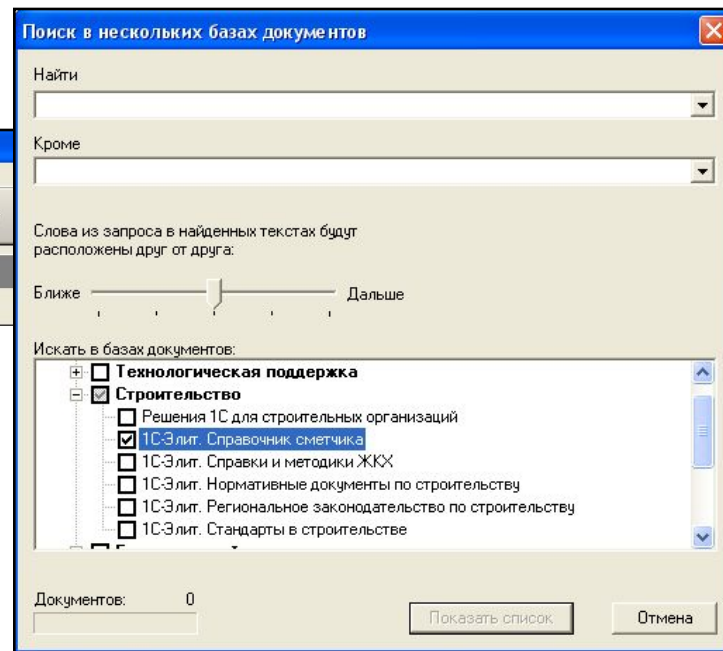 Поиск в нескольких базах документов
Найти
Кроме
Слова из запроса в найденных текстах будут
расположены друг от друга:
Ближе Дальше
Искать в базах документов:
Технологическая поддержка
Строительство
Решения 1С для строительных организаций
1С-Элит. Справочник сметчика
1С-Элит. Справки и методики ЖКХ
1С-Элит. Нормативные документы по строительству
1С-Элит. Региональное законодательство по строительству
1С-Элит. Стандарты в строительстве
Документов: 0
Показать список Отмена